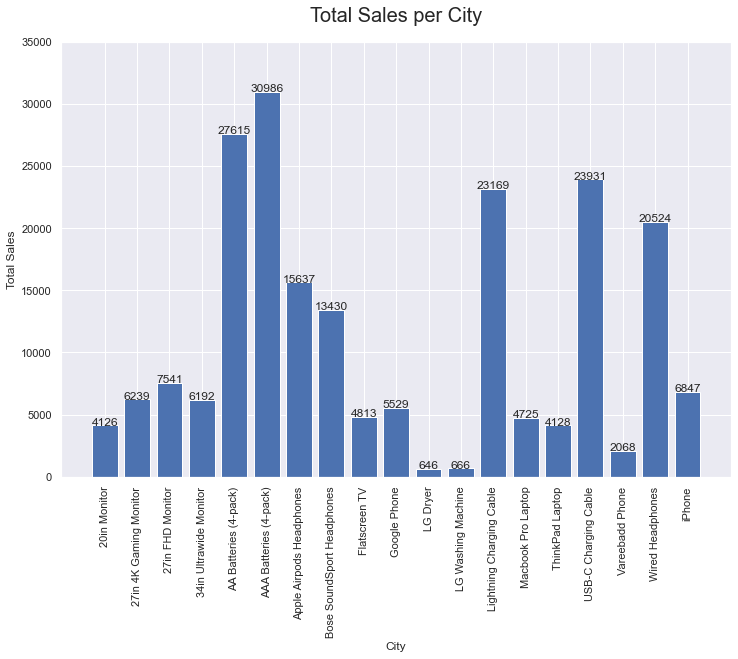 Total Sales per City
Total Sales
35000
30000
25000
20000
15000
10000
5000
0
4126
6239
7541
6192
27615
30986
15637
13430
4813
5529
646
666
23169
4725
4128
23931
2068
20524
6847
20in Monitor
27in 4K Gaming Monitor
27in FHD Monitor
34in Ultrawide Monitor
AA Batteries (4-pack)
AAA Batteries (4-pack)
Apple Airpods Headphones
Bose SoundSport Headphones
Flatscreen TV
Google Phone
LG Dryer
LG Washing Machine
Lightning Charging Cable
Macbook Pro Laptop
ThinkPad Laptop
USB-C Charging Cable
Vareebadd Phone
Wired Headphones
iPhone
City